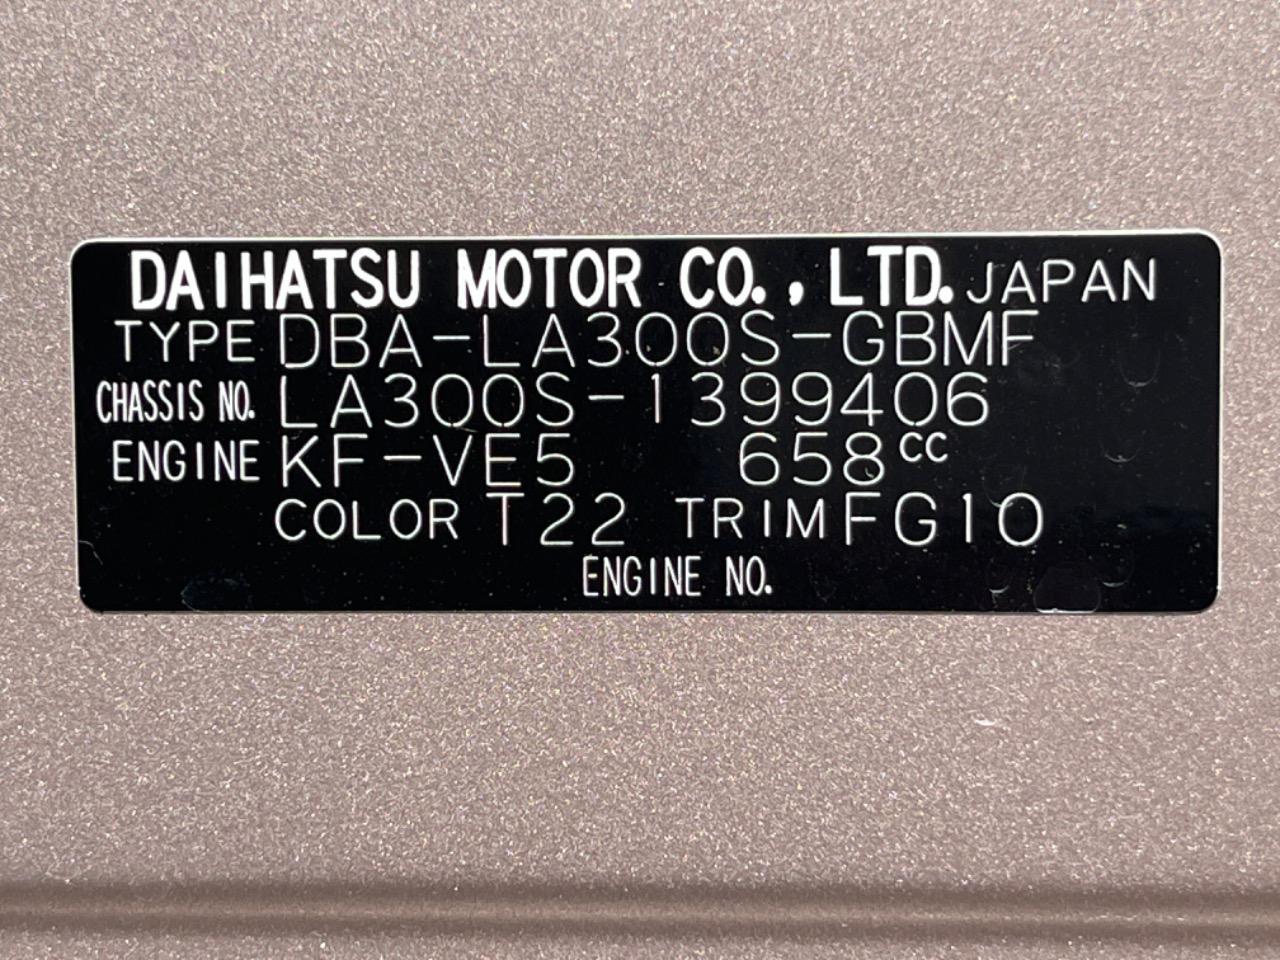 DAIHATSU MOTOR CO., LTD. JAPAN
TYPE DBA-LA300S-GBMF
CHASSIS NO. LA300S-1399406
ENGINE KF-VE5 658CC
COLOR T22 TRIM FG10
ENGINE NO.